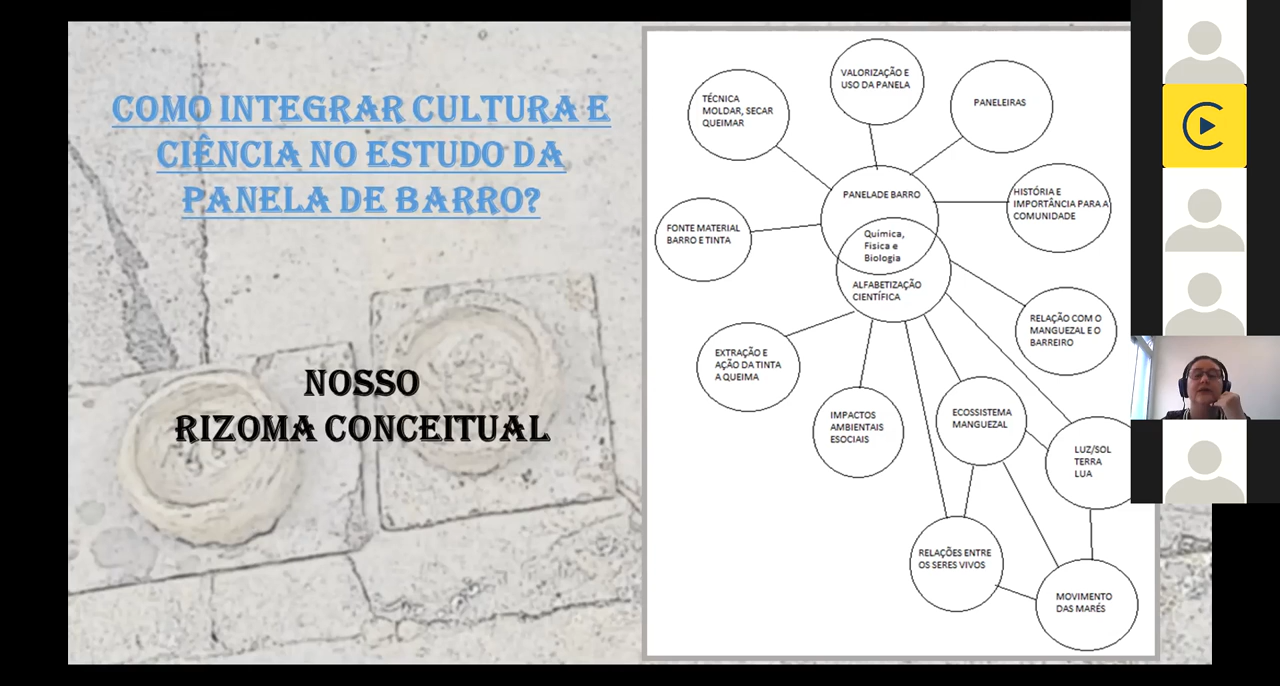 COMO INTEGRAR CULTURA E
CIÊNCIA NO ESTUDO DA
PANELA DE BARRO?
NOSSO
RIZOMA CONCEITUAL
VALORIZAÇÃO E
USO DA PANELA
TÉCNICA
MOLDAR, SECAR
QUEIMAR
PANELEIRAS
PANELADE BARRO
HISTÓRIA E
IMPORTÂNCIA PARA A
COMUNIDADE
FONTE MATERIAL
BARRO E TINTA
Química,
Fisica e
Biologia
ALFABETIZAÇÃO
CIENTÍFICA
RELAÇÃO COM O
MANGUEZAL E O
BARREIRO
EXTRAÇÃO E
AÇÃO DA TINTA
A QUEIMA
IMPACTOS
AMBIENTAIS
ESOCIAIS
ECOSSISTEMA
MANGUEZAL
LUZ/SOL
TERRA
LUA
RELAÇÕES ENTRE
OS SERES VIVOS
MOVIMENTO
DAS MARÉS